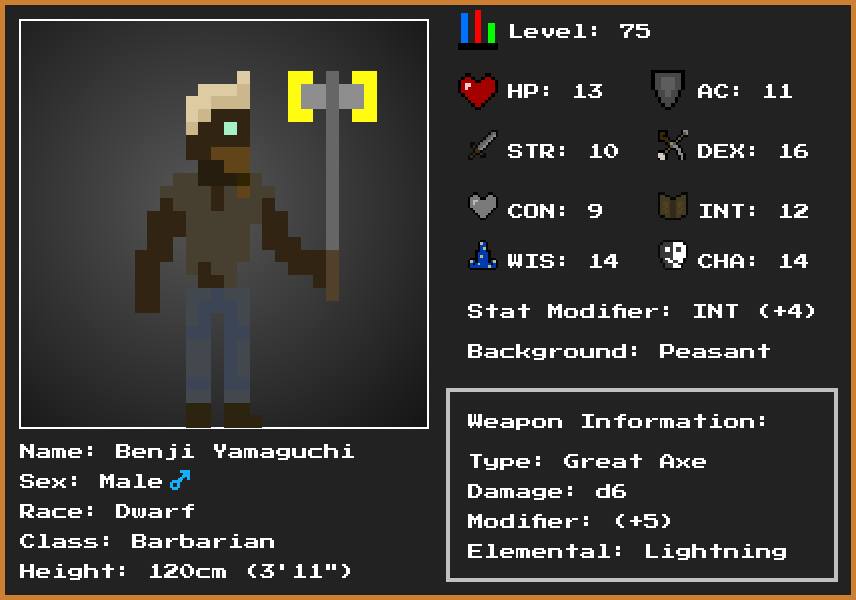 Level: 75
HP: 13
AC: 11
STR: 10
DEX: 16
CON: 9
INT: 12
WIS: 14
CHA: 14
Stat Modifier: INT (+4)
Background: Peasant
Weapon Information:
Type: Great Axe
Damage: d6
Modifier: (+5)
Elemental: Lightning
Name: Benji Yamaguchi
Sex: Male ♂
Race: Dwarf
Class: Barbarian
Height: 120cm (3'11")